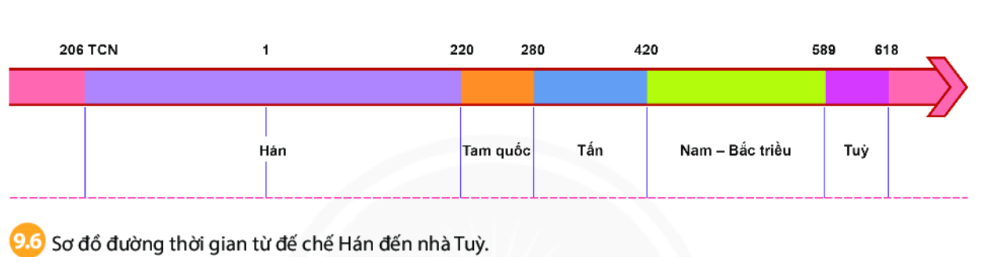 206 TCN 1 220 280 420 589 618
Hán Tam quốc Tấn Nam – Bắc triều Tuỳ
9.6 Sơ đồ đường thời gian từ đế chế Hán đến nhà Tuỳ.